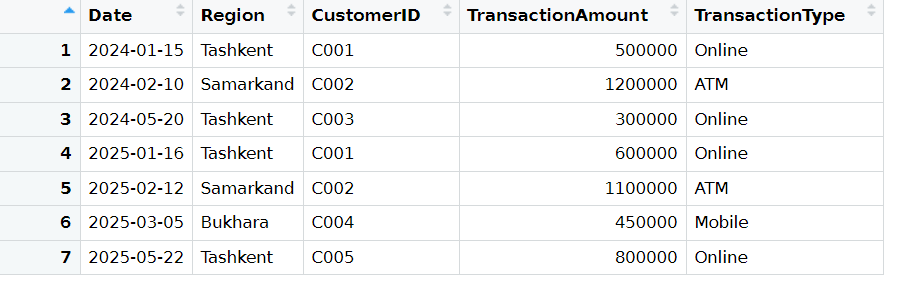 Date Region CustomerID TransactionAmount TransactionType
1 2024-01-15 Tashkent C001 500000 Online
2 2024-02-10 Samarkand C002 1200000 ATM
3 2024-05-20 Tashkent C003 300000 Online
4 2025-01-16 Tashkent C001 600000 Online
5 2025-02-12 Samarkand C002 1100000 ATM
6 2025-03-05 Bukhara C004 450000 Mobile
7 2025-05-22 Tashkent C005 800000 Online